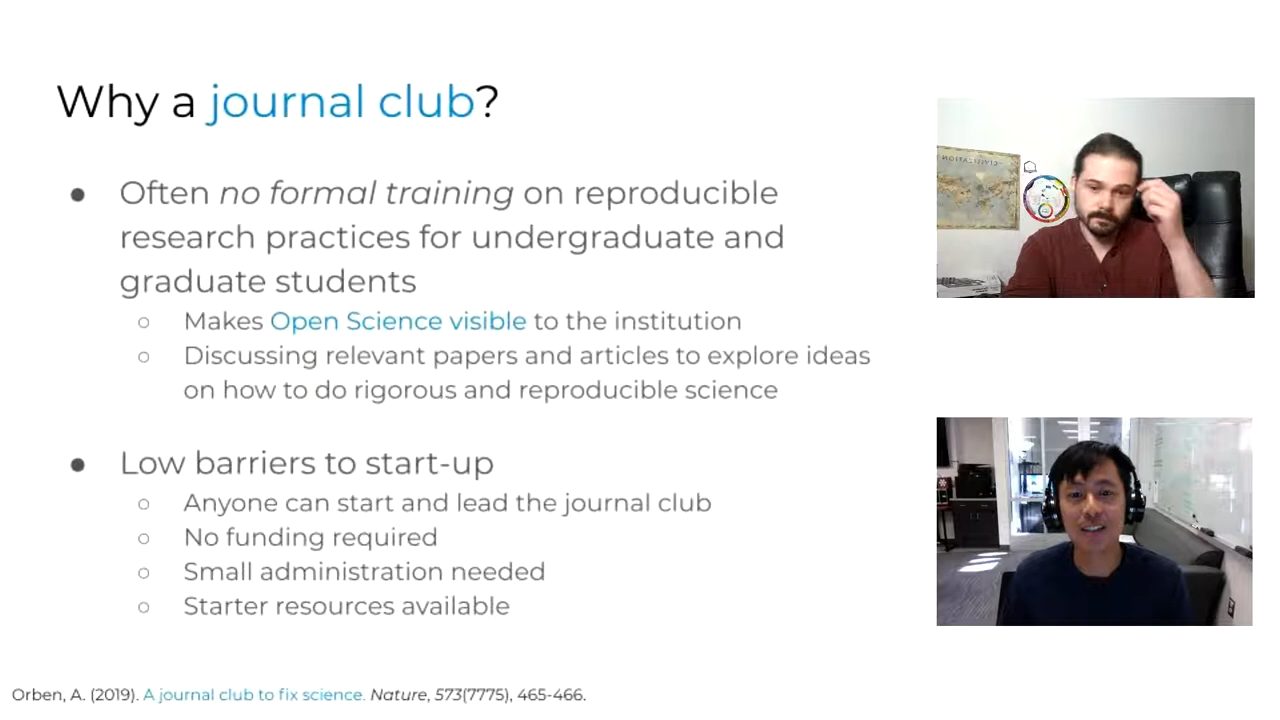 Why a journal club?
● Often no formal training on reproducible
research practices for undergraduate and
graduate students
○ Makes Open Science visible to the institution
○ Discussing relevant papers and articles to explore ideas
on how to do rigorous and reproducible science
● Low barriers to start-up
○ Anyone can start and lead the journal club
○ No funding required
○ Small administration needed
○ Starter resources available
Orben, A. (2019). A journal club to fix science. Nature, 573(7775), 465-466.
CIVILIZATION